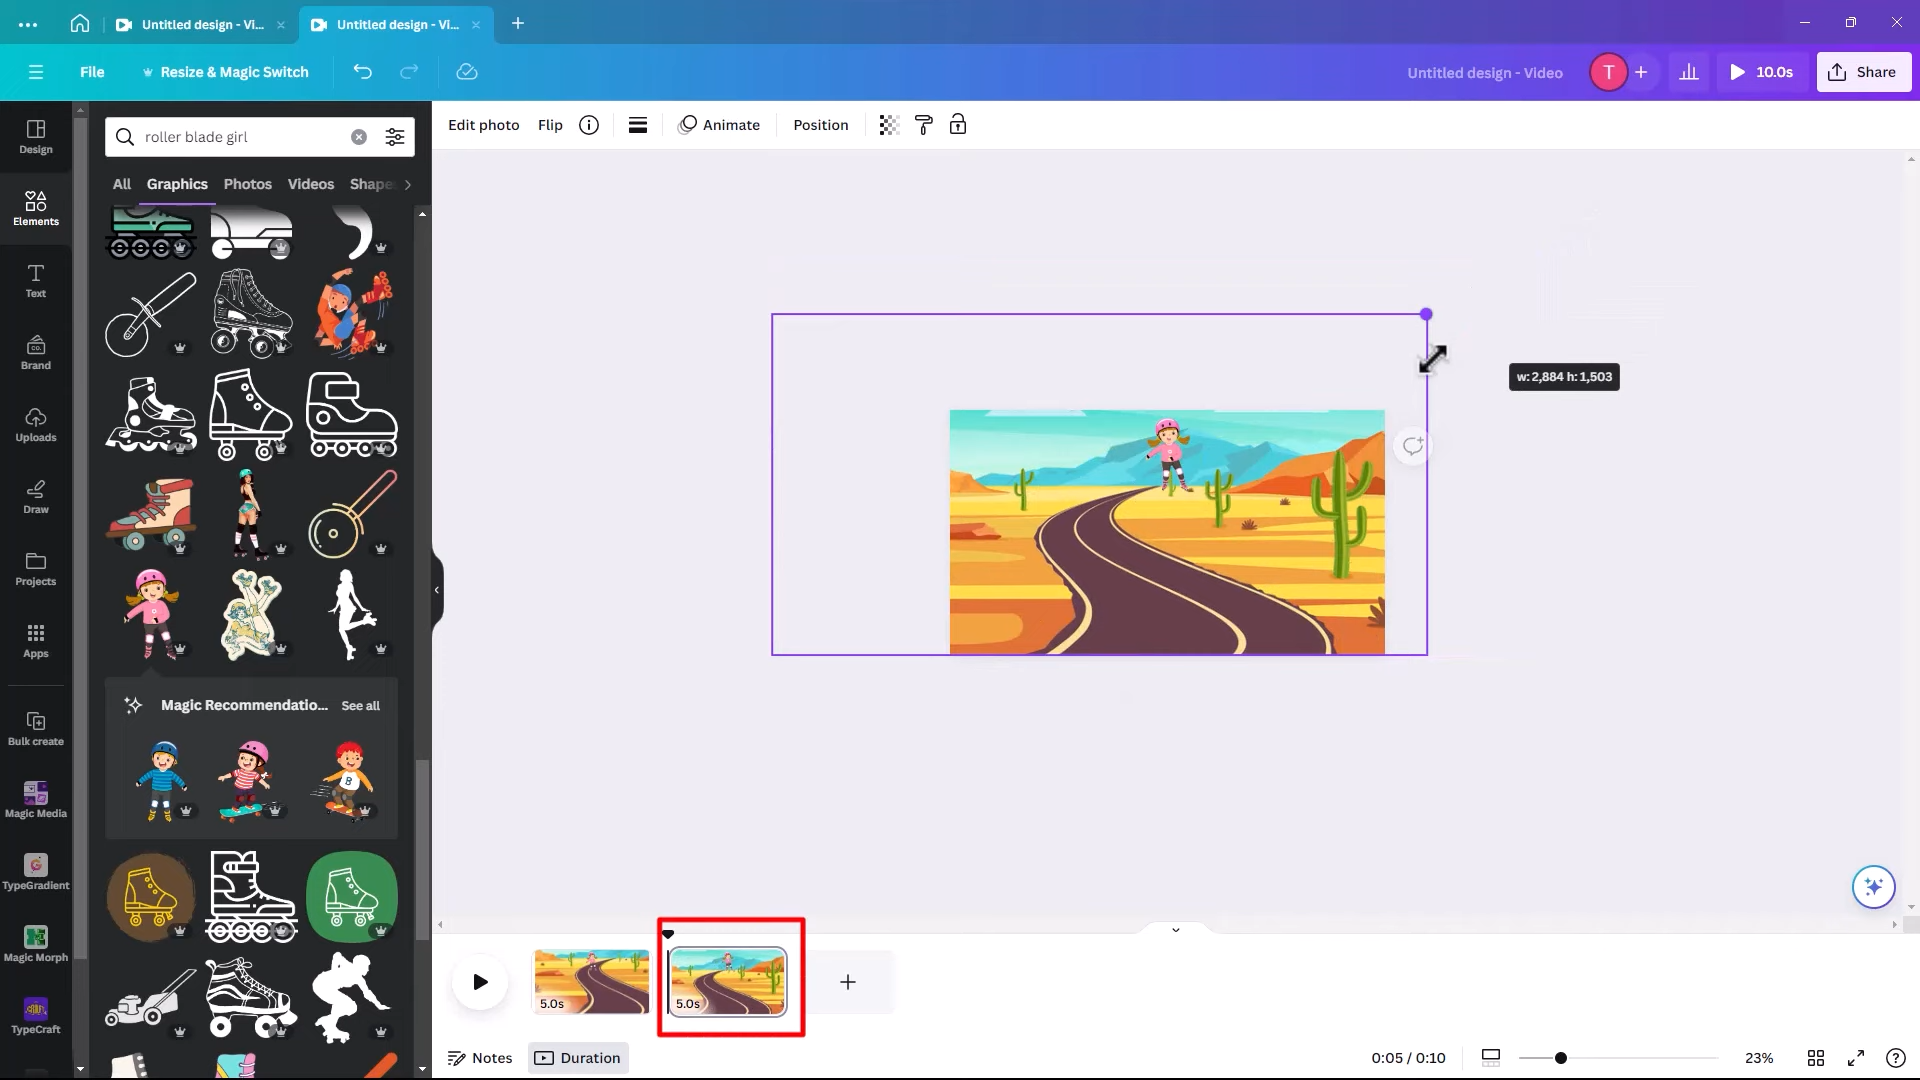 Untitled design - Vi...
Untitled design - Vi...
File
Resize & Magic Switch
Untitled design - Video
T
10.0s
Share
Design
Elements
Text
Brand
Uploads
Draw
Projects
Apps
Bulk create
Magic Media
TypeGradient
Magic Morph
TypeCraft
roller blade girl
All
Graphics
Photos
Videos
Shape
Magic Recommendatio...
See all
Edit photo
Flip
Animate
Position
w: 2,884 h: 1,503
5.0s
5.0s
Notes
Duration
0:05 / 0:10
23%